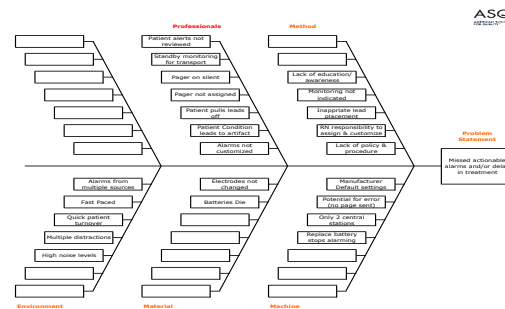 ASQ
Professionals
Method
Patient alerts not
reviewed
Standby monitoring
for transport
Pager on silent
Pager not assigned
Patient pulls leads
off
Patient Condition
leads to artifact
Alarms not
customized
Lack of education/
awareness
Monitoring not
indicated
Inappriate lead
placement
RN responsibility to
assign & customize
Lack of policy &
procedure
Problem
Statement
Missed actionable
alarms and/or dela
in treatment
Alarms from
multiple sources
Fast Paced
Quick patient
turnover
Multiple distractions
High noise levels
Electrodes not
changed
Batteries Die
Manufacturer
Default settings
Potential for error
(no page sent)
Only 2 central
stations
Replace battery
stops alarming
Environment
Material
Machine